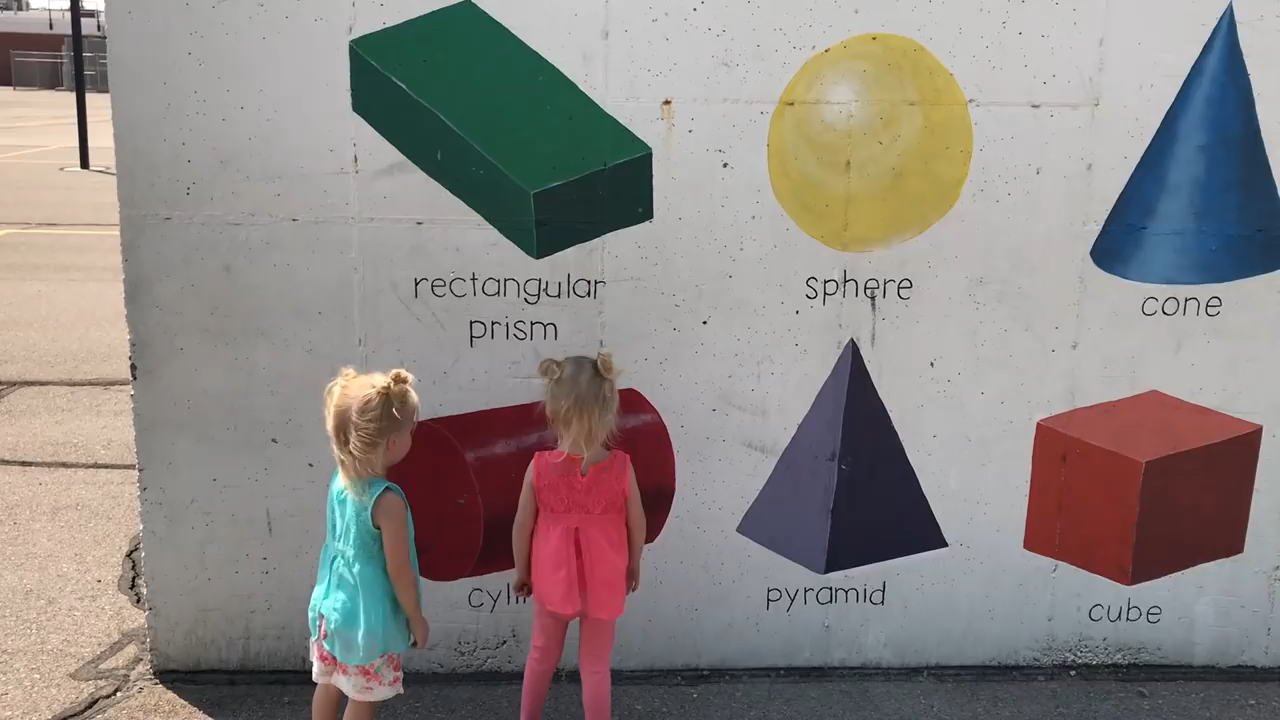 rectangular
prism
sphere
cone
pyramid
cube